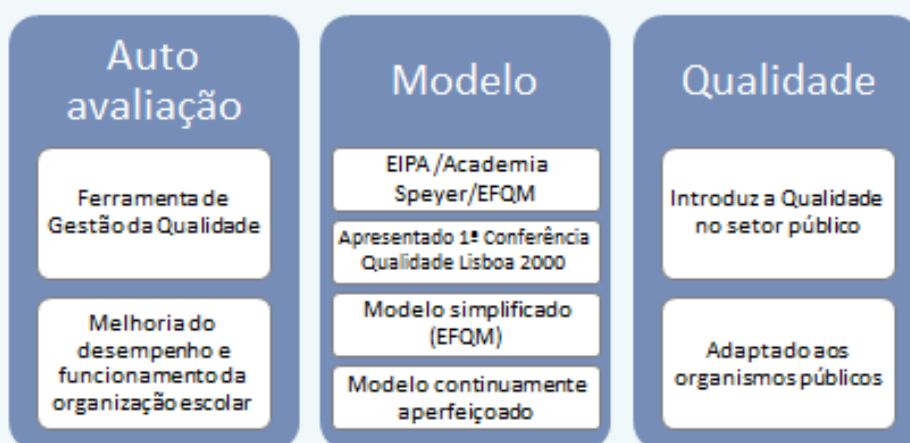 Auto
avaliação
Ferramenta de
Gestão da Qualidade
Melhoria do
desempenho e
funcionamento da
organização escolar
Modelo
EIPA/Academia
Speyer/EFQM
Apresentado 1ª Conferência
Qualidade Lisboa 2000
Modelo simplificado
(EFQM)
Modelo continuamente
aperfeiçoado
Qualidade
Introduz a Qualidade
no setor público
Adaptado aos
organismos públicos